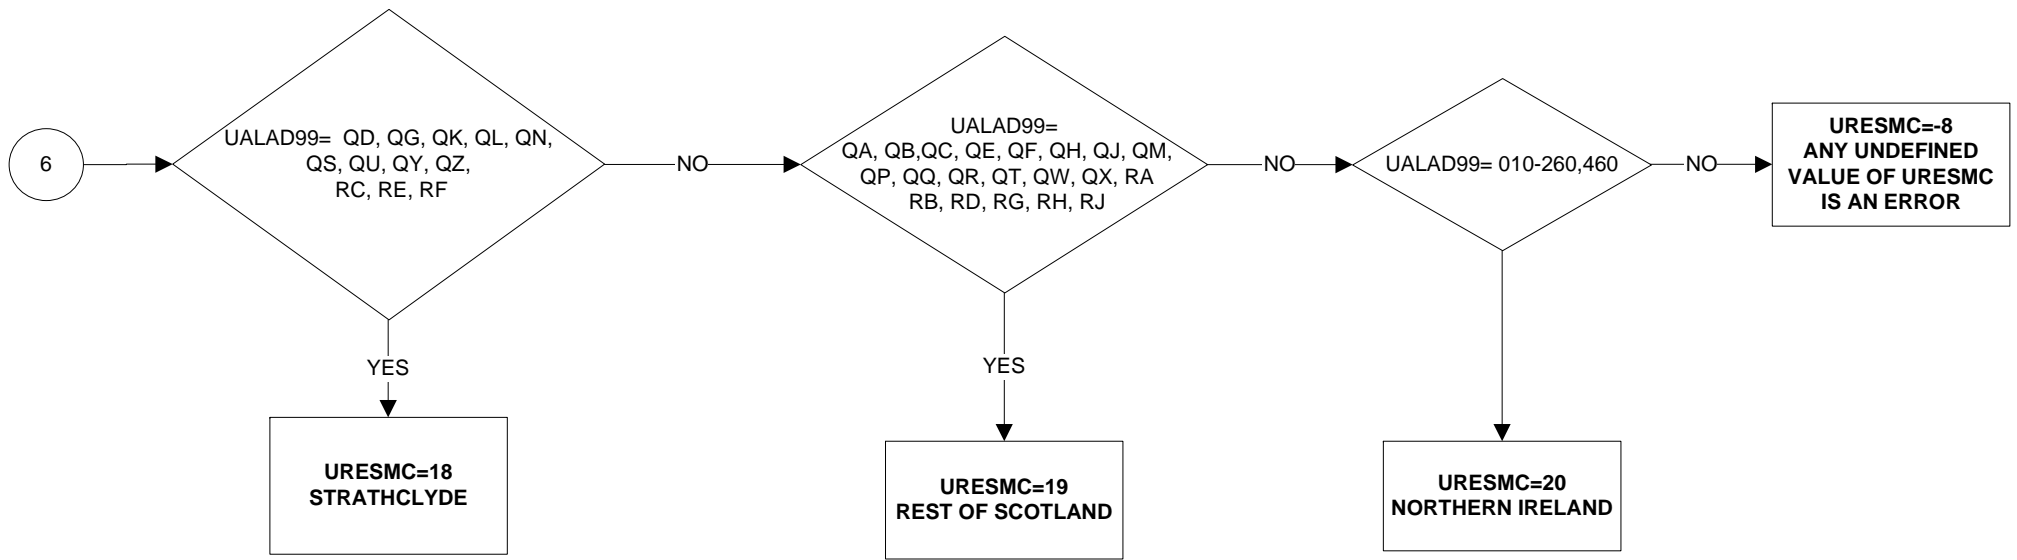 6
UALAD99=  QD, QG, QK, QL, QN,
QS, QU, QY, QZ,
RC, RE, RF
NO
YES
URESMC=18
STRATHCLYDE
UALAD99=
QA, QB,QC, QE, QF, QH, QJ, QM,
QP, QQ, QR, QT, QW, QX, RA
RB, RD, RG, RH, RJ
NO
YES
URESMC=19
REST OF SCOTLAND
UALAD99= 010-260,460
NO
URESMC=20
NORTHERN IRELAND
URESMC=-8
ANY UNDEFINED
VALUE OF URESMC
IS AN ERROR